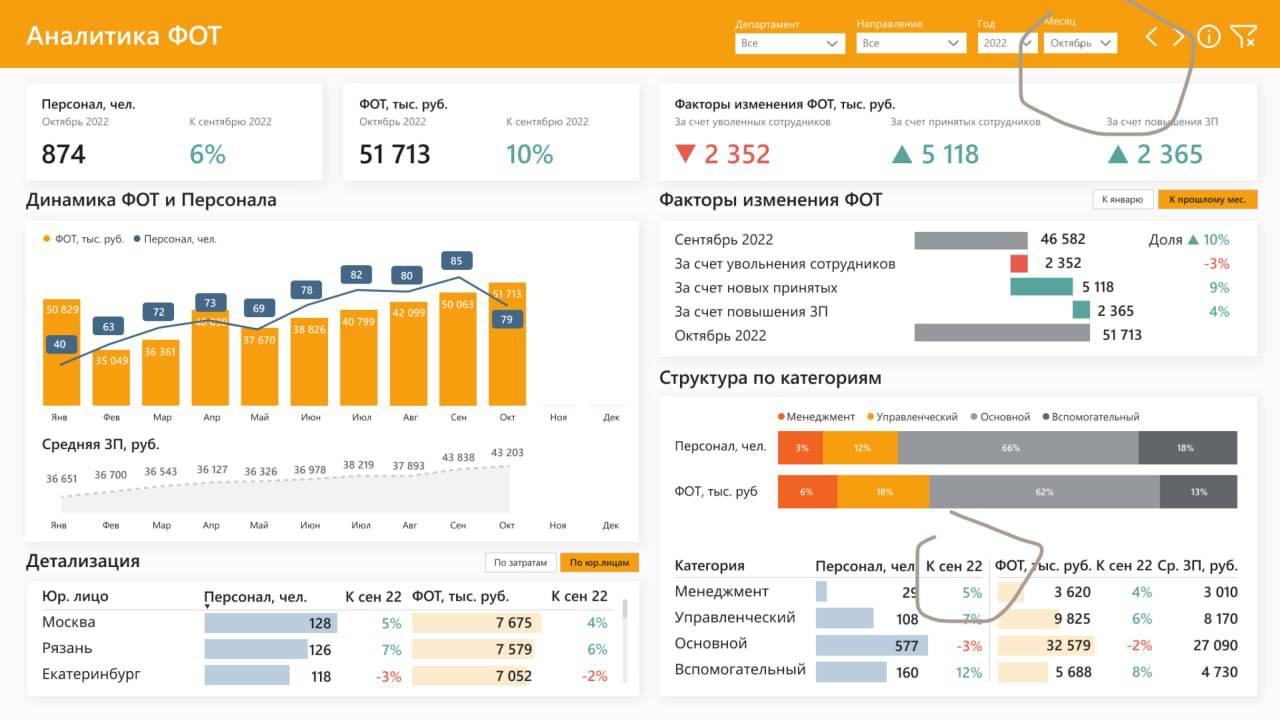 Аналитика ФОТ
Департамент Направление Год Месяц
Все Все 2022 Октябрь
Персонал, чел.
Октябрь 2022 К сентябрю 2022
874 6%
ФОТ, тыс. руб.
Октябрь 2022 К сентябрю 2022
51 713 10%
Факторы изменения ФОТ, тыс. руб.
За счет уволенных сотрудников За счет принятых сотрудников За счет повышения ЗП
▼ 2 352 ▲ 5 118 ▲ 2 365
Динамика ФОТ и Персонала
ФОТ, тыс. руб. Персонал, чел.
40 63 72 73 69 78 82 80 85 79
50 829 35 049 36 361 37 670 38 826 40 799 42 099 50 063 51 713
Янв Фев Мар Апр Май Июн Июл Авг Сен Окт Ноя Дек
Средняя ЗП, руб.
36 651 36 700 36 543 36 127 36 326 36 978 38 219 37 893 43 838 43 203
Янв Фев Мар Апр Май Июн Июл Авг Сен Окт Ноя Дек
Факторы изменения ФОТ
К январю К прошлому мес.
Сентябрь 2022 46 582 Доля ▲ 10%
За счет увольнения сотрудников 2 352 -3%
За счет новых принятых 5 118 9%
За счет повышения ЗП 2 365 4%
Октябрь 2022 51 713
Структура по категориям
Менеджмент Управленческий Основной Вспомогательный
Персонал, чел. 3% 12% 66% 18%
ФОТ, тыс. руб 6% 18% 62% 13%
Категория Персонал, чел. К сен 22 ФОТ, тыс. руб. К сен 22 Ср. ЗП, руб.
Менеджмент 29 5% 3 620 4% 3 010
Управленческий 108 7% 9 825 6% 8 170
Основной 577 -3% 32 579 -2% 27 090
Вспомогательный 160 12% 5 688 8% 4 730
Детализация
По затратам По юр.лицам
Юр. лицо Персонал, чел. К сен 22 ФОТ, тыс. руб. К сен 22
Москва 128 5% 7 675 4%
Рязань 126 7% 7 579 6%
Екатеринбург 118 -3% 7 052 -2%